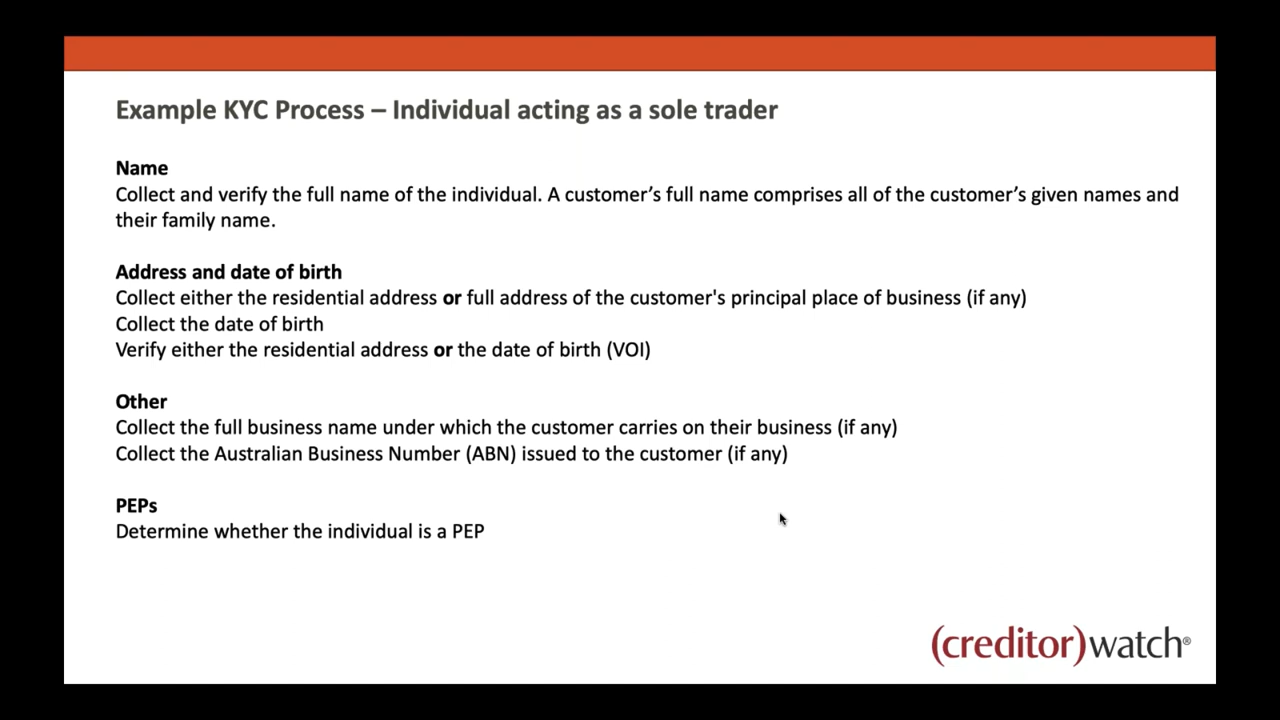 Example KYC Process – Individual acting as a sole trader
Name
Collect and verify the full name of the individual. A customer’s full name comprises all of the customer’s given names and
their family name.
Address and date of birth
Collect either the residential address or full address of the customer's principal place of business (if any)
Collect the date of birth
Verify either the residential address or the date of birth (VOI)
Other
Collect the full business name under which the customer carries on their business (if any)
Collect the Australian Business Number (ABN) issued to the customer (if any)
PEPs
Determine whether the individual is a PEP
(creditor)watch®